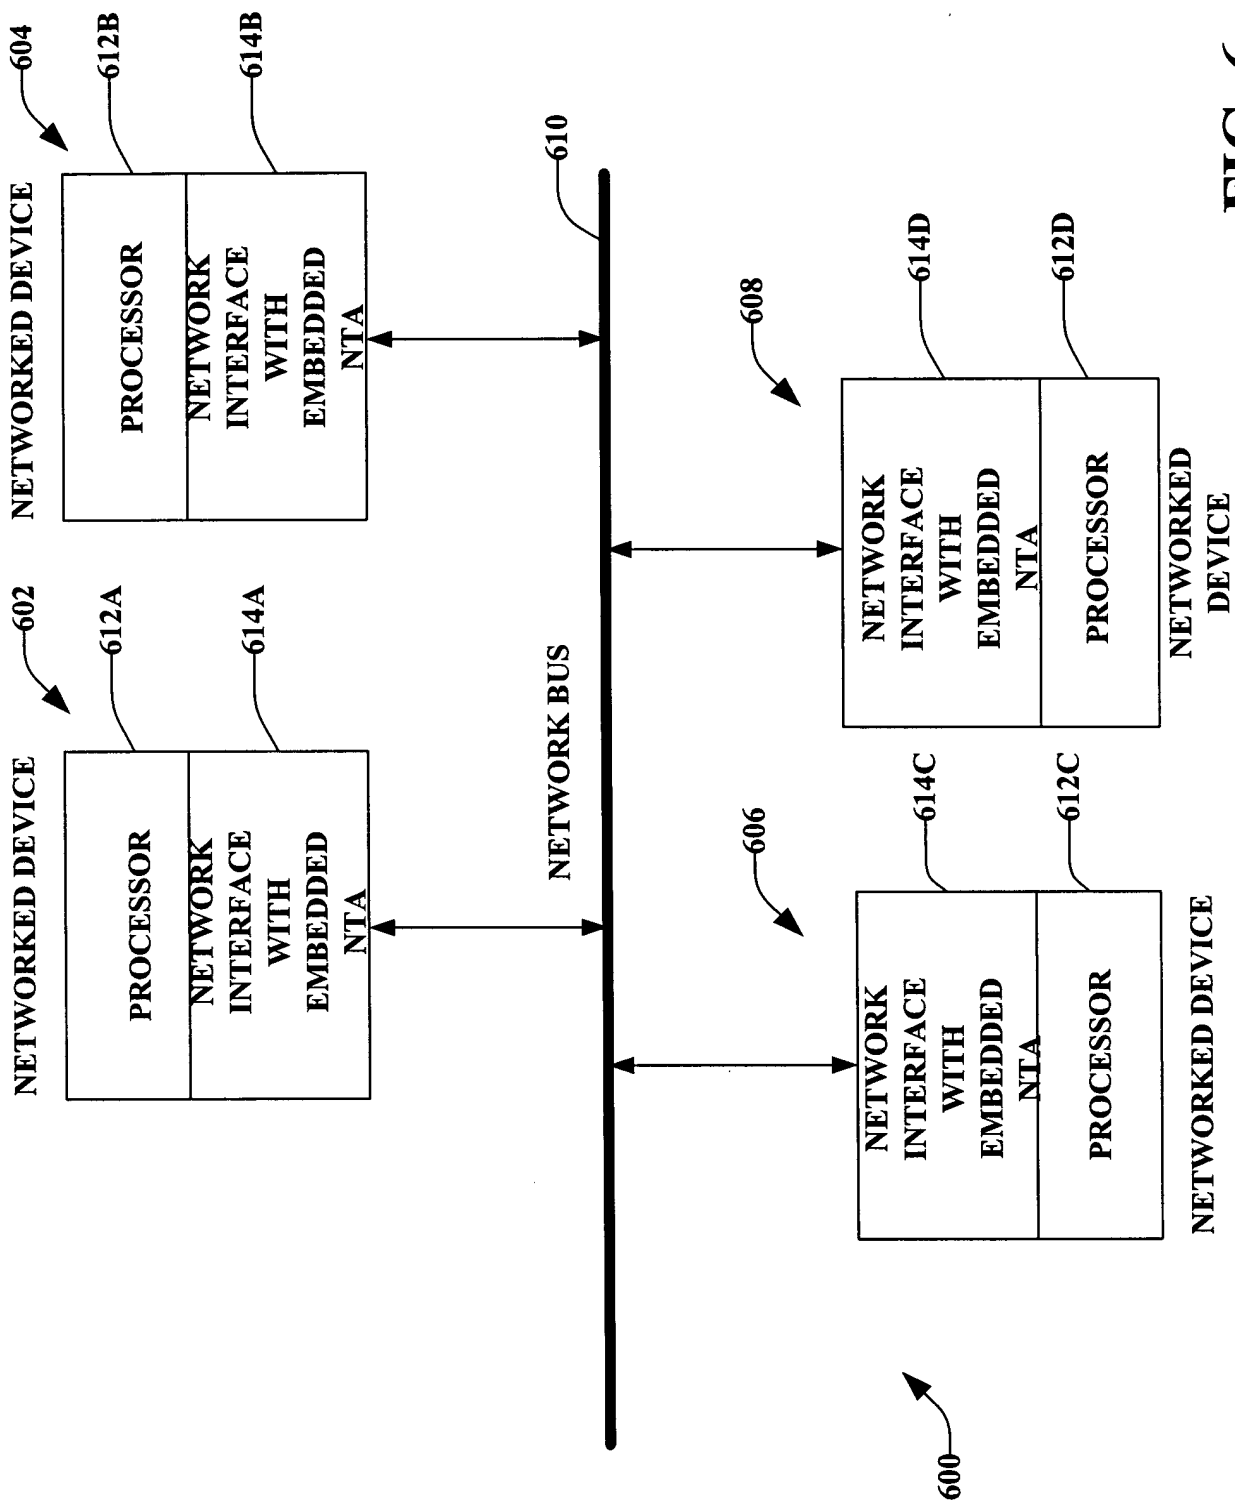 NETWORKED DEVICE
602
PROCESSOR
612A
NETWORK
INTERFACE
WITH
EMBEDDED
NTA
614A
NETWORKED DEVICE
604
PROCESSOR
612B
NETWORK
INTERFACE
WITH
EMBEDDED
NTA
614B
NETWORK BUS
610
606
NETWORK
INTERFACE
WITH
EMBEDDED
NTA
614C
PROCESSOR
612C
NETWORKED DEVICE
608
NETWORK
INTERFACE
WITH
EMBEDDED
NTA
614D
PROCESSOR
612D
NETWORKED
DEVICE
600